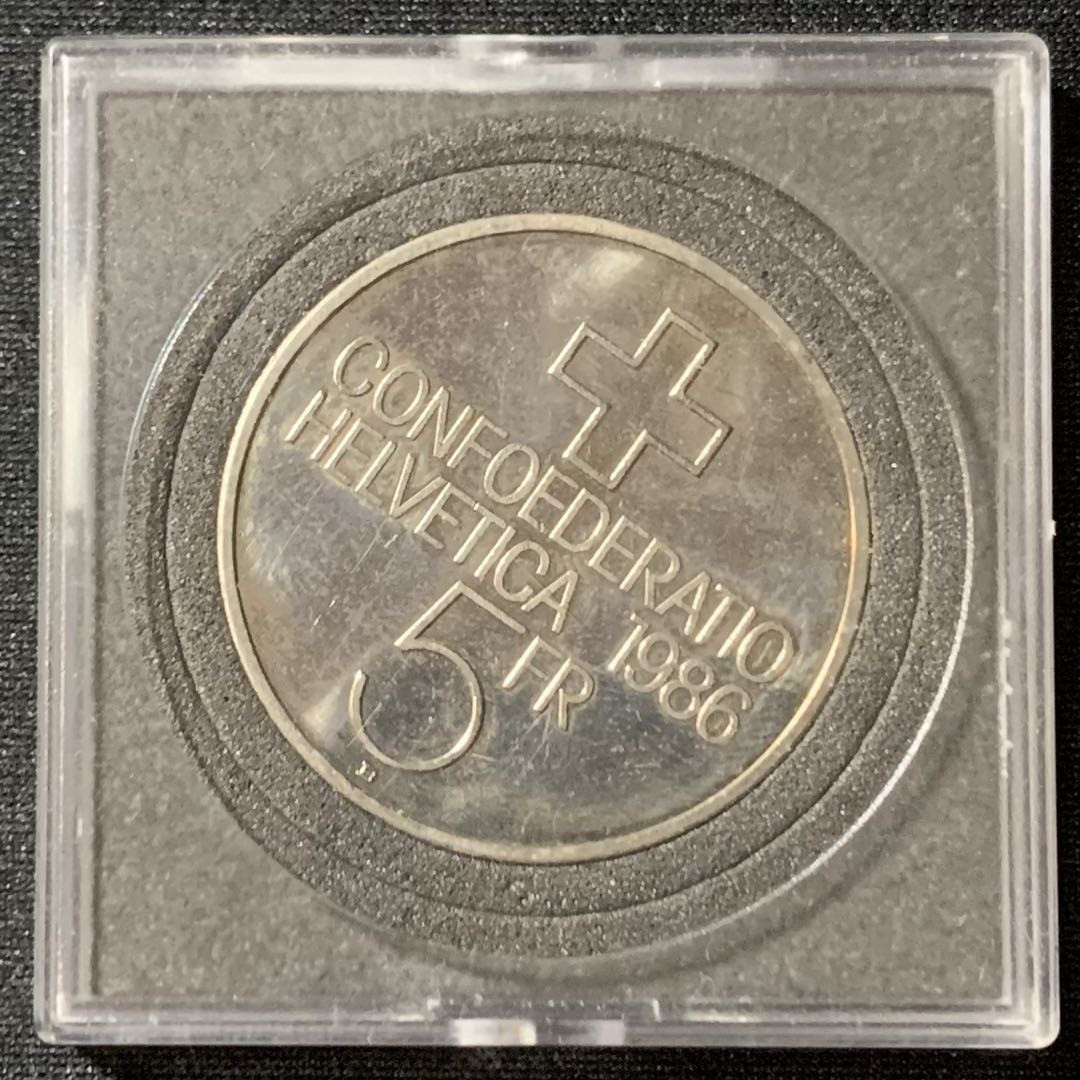 CONFOEDERATIO
HELVETICA 1986
5 FR